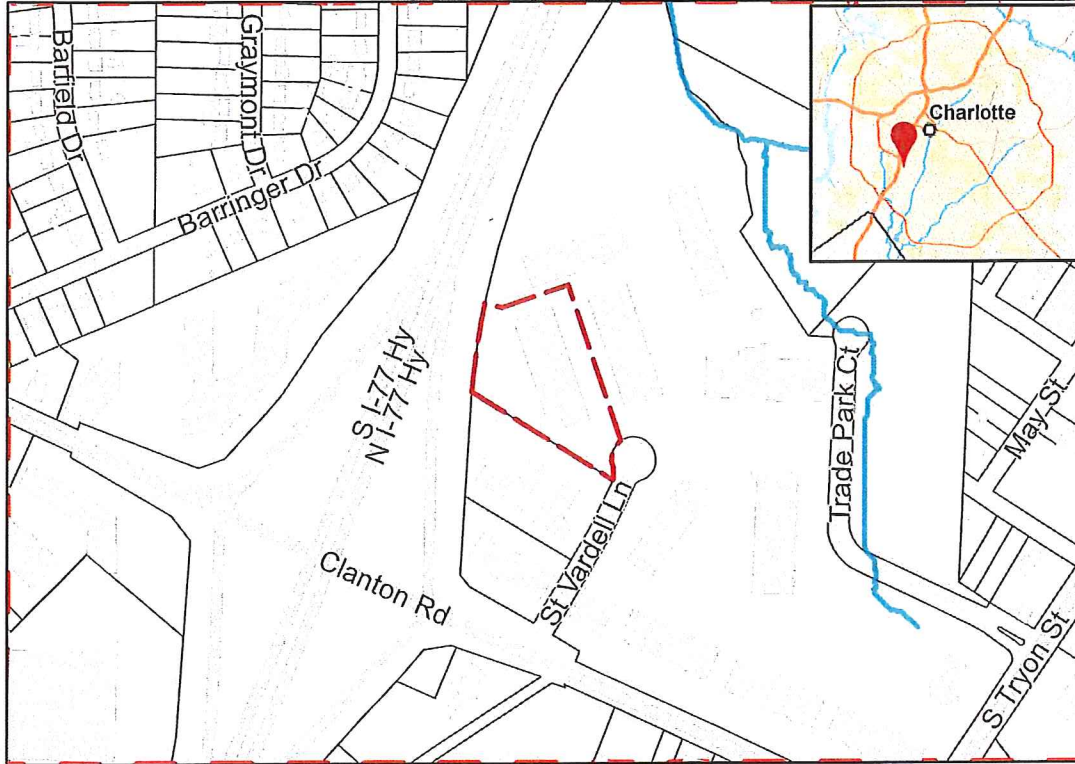 Barfield Dr
Graymont Dr
Barringer Dr
Charlotte
S I-77 Hy
N I-77 Hy
Trade Park Ct
May St
St Vardell Ln
Clanton Rd
S Tryon St